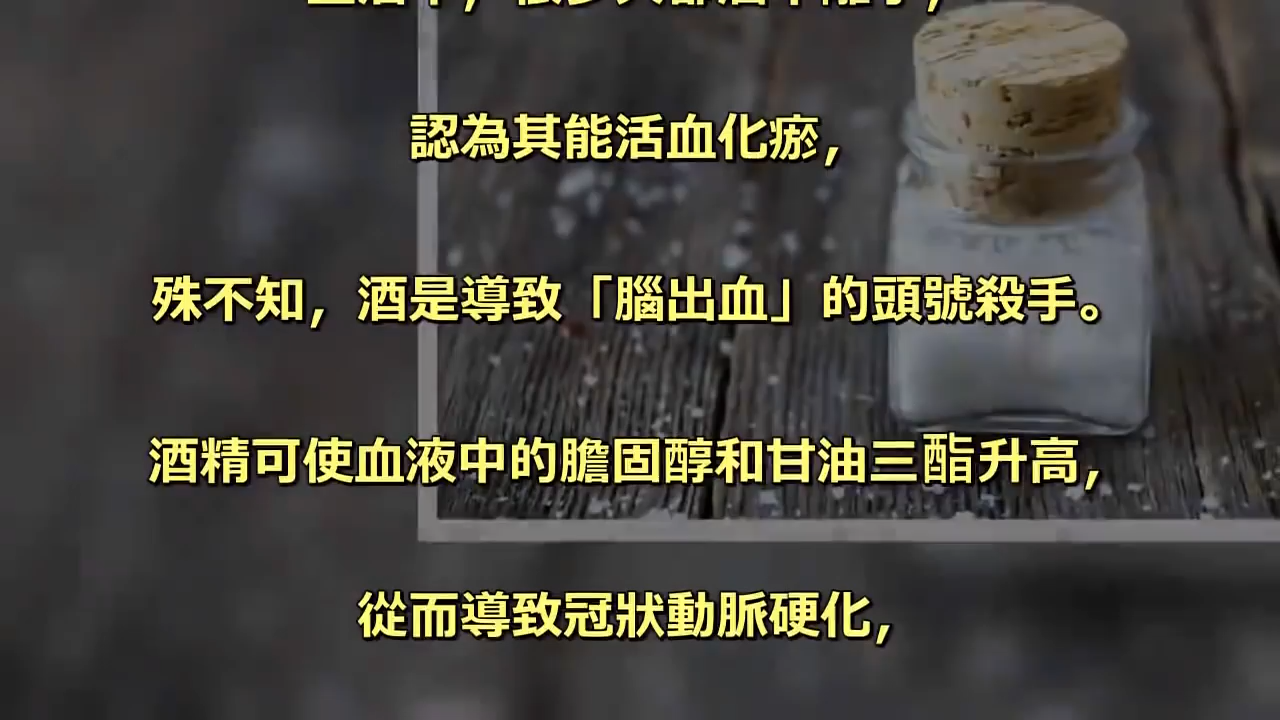 認為其能活血化瘀，
殊不知，酒是導致「腦出血」的頭號殺手。
酒精可使血液中的膽固醇和甘油三酯升高，
從而導致冠狀動脈硬化，